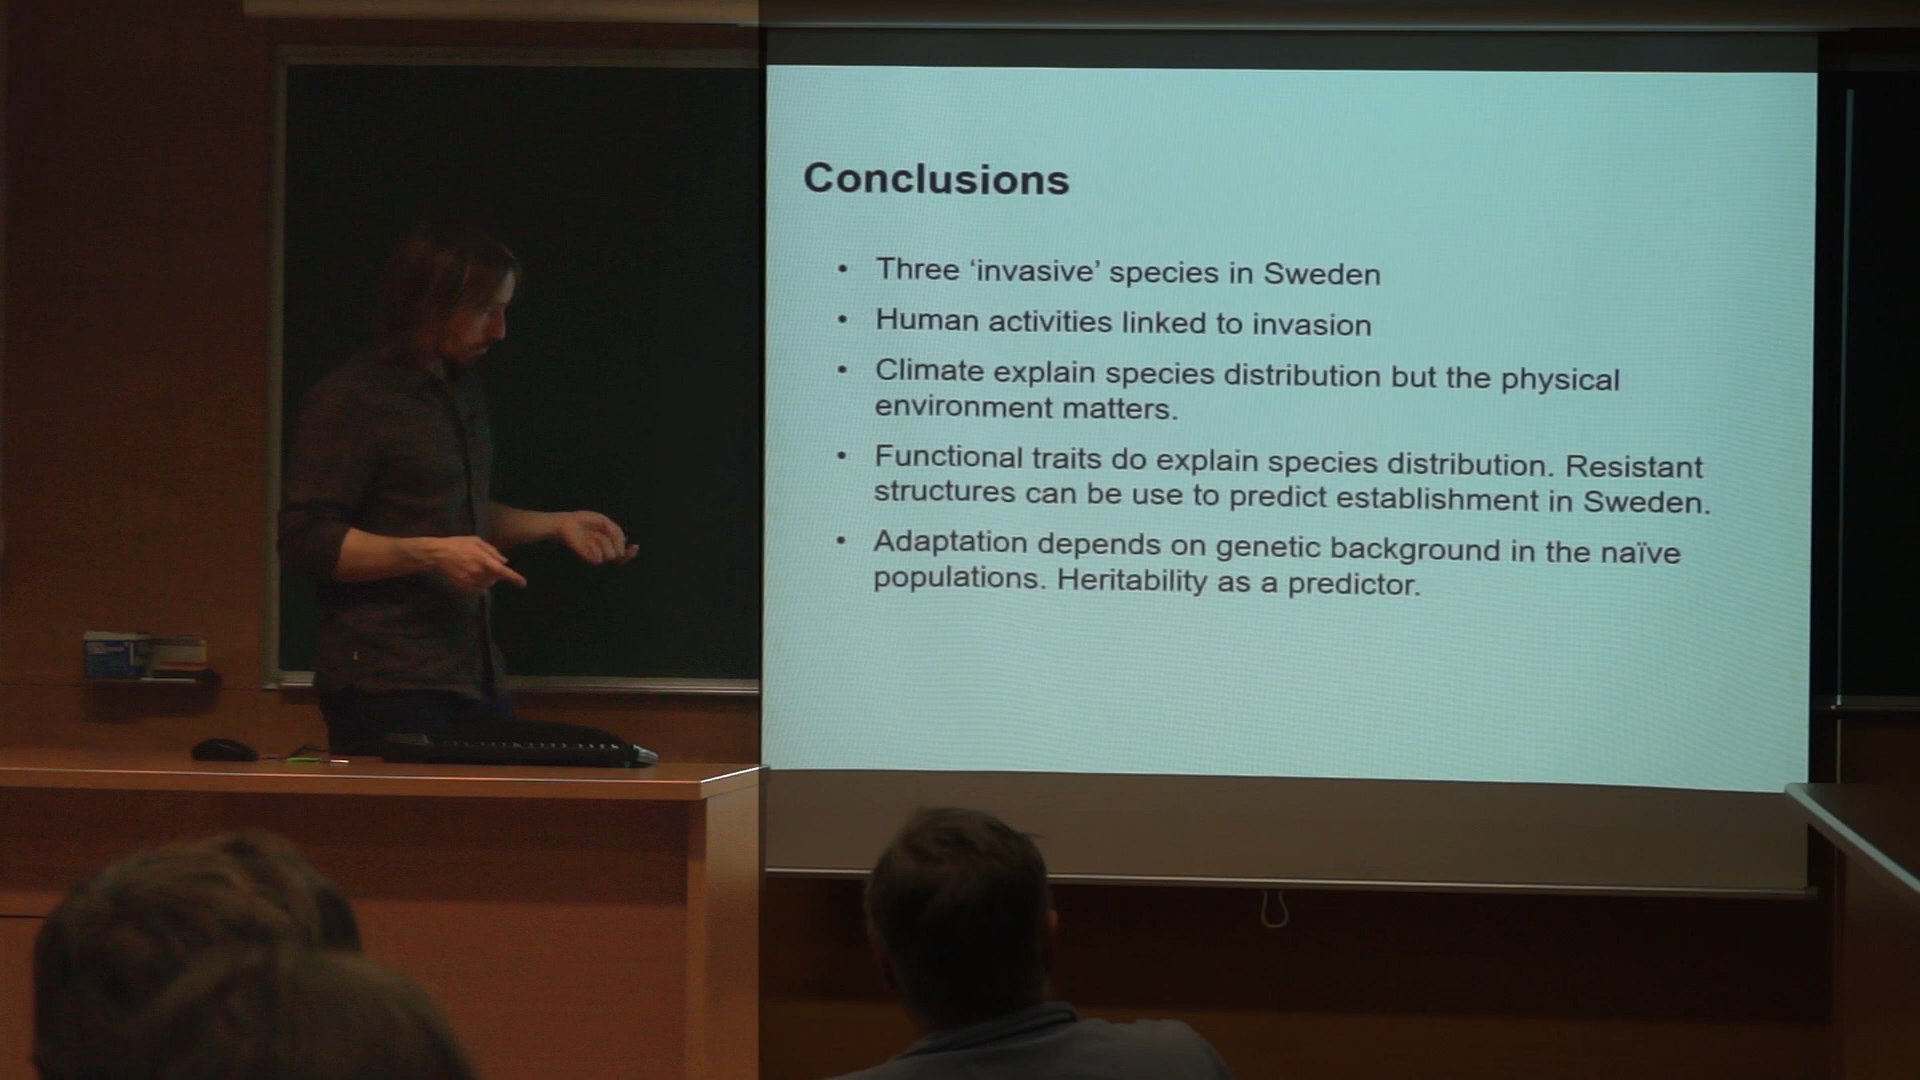 Conclusions
• Three ‘invasive’ species in Sweden
• Human activities linked to invasion
• Climate explain species distribution but the physical
environment matters.
• Functional traits do explain species distribution. Resistant
structures can be use to predict establishment in Sweden.
• Adaptation depends on genetic background in the naïve
populations. Heritability as a predictor.